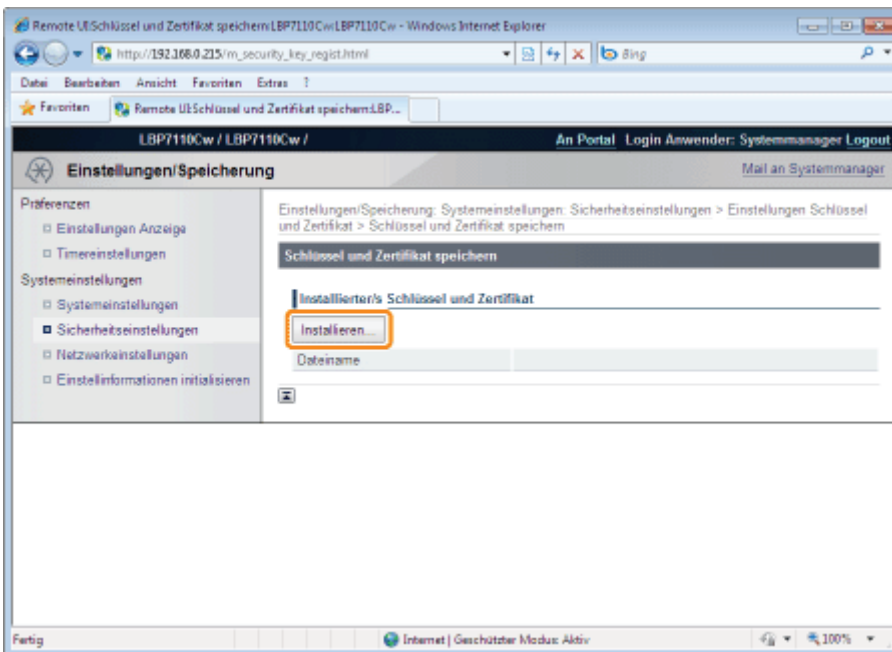 Remote UI:Schlüssel und Zertifikat speichern:LBP7110Cw:LBP7110Cw - Windows Internet Explorer
http://192.168.0.215/m_security_key_regist.html
Bing
Datei Bearbeiten Ansicht Favoriten Extras ?
Favoriten
Remote UI:Schlüssel und Zertifikat speichern:LBP...
LBP7110Cw / LBP7110Cw /
An Portal Login Anwender: Systemmanager Logout
Einstellungen/Speicherung
Mail an Systemmanager
Präferenzen
Einstellungen Anzeige
Timereinstellungen
Systemeinstellungen
Systemeinstellungen
Sicherheitseinstellungen
Netzwerkeinstellungen
Einstellinformationen initialisieren
Einstellungen/Speicherung: Systemeinstellungen: Sicherheitseinstellungen > Einstellungen Schlüssel
und Zertifikat > Schlüssel und Zertifikat speichern
Schlüssel und Zertifikat speichern
Installierter/s Schlüssel und Zertifikat
Installieren...
Dateiname
Fertig
Internet | Geschützter Modus: Aktiv
100%